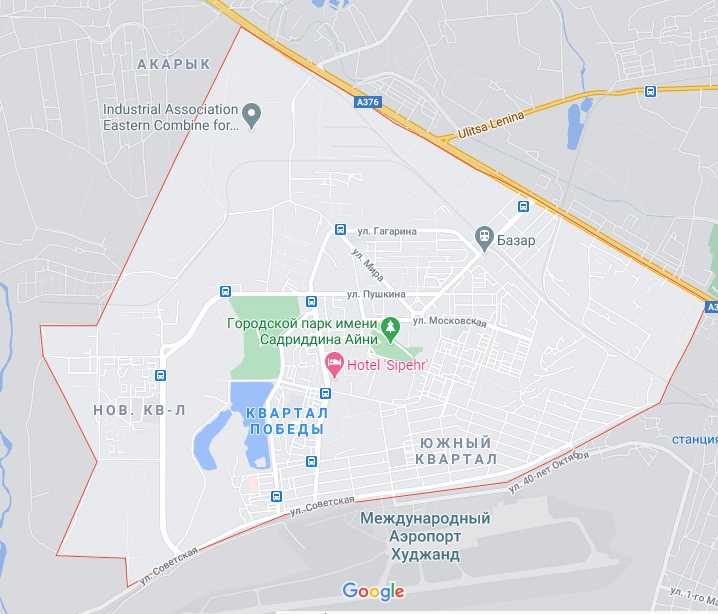 АКАРЫК
Industrial Association
Eastern Combine for...
A376
Ulitsa Lenina
ул. Гагарина
Базар
ул. Мира
ул. Пушкина
Городской парк имени
Садриддина Айни
ул. Московская
Hotel 'Sipehr'
НОВ. КВ-Л
КВАРТАЛ
ПОБЕДЫ
ЮЖНЫЙ
КВАРТАЛ
станция
ул. 40-лет Октября
ул. Советская
Международный
Аэропорт
Худжанд
ул. Советская
Google
ул. 1-го Ма